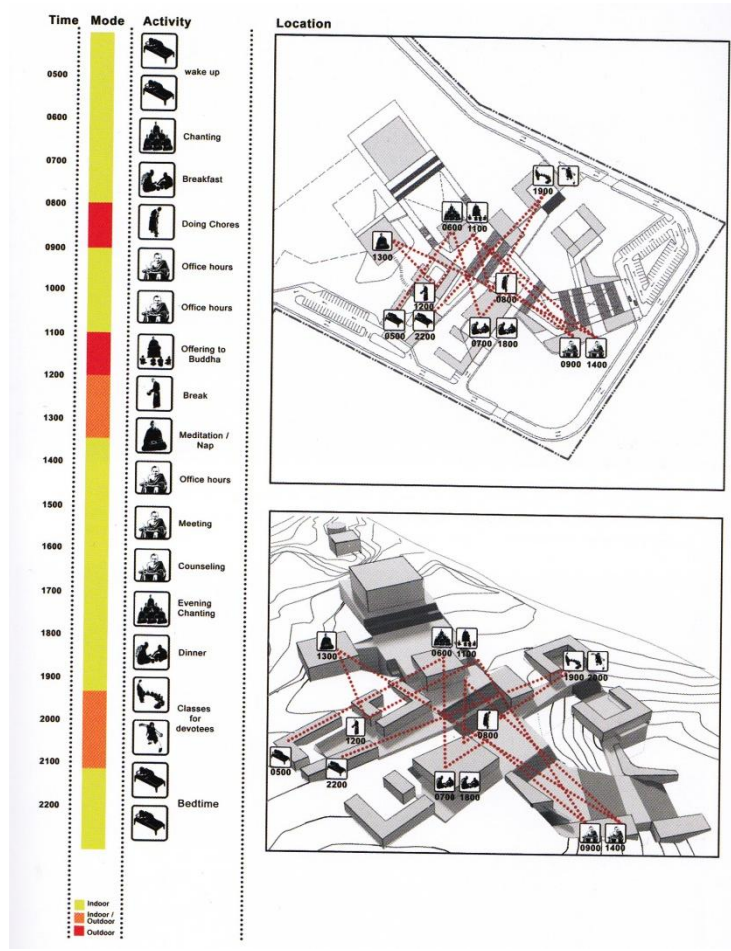 Time Mode Activity Location
wake up
0500
0600
Chanting
0700
Breakfast
0800
Doing Chores
0900
Office hours
1000
Office hours
1100
Offering to
Buddha
1200
Break
1300
Meditation /
Nap
1400
Office hours
1500
Meeting
1600
Counseling
1700
Evening
Chanting
1800
Dinner
1900
Classes
for
devotees
2000
2100
Bedtime
2200
Indoor
Indoor /
Outdoor
Outdoor
1900
0600 1100
1300
0800
1200
0500 2200
0700 1800
0900 1400
0600 1100
1300
1900 2000
1200
0800
0500
2200
0700 1800
0900 1400